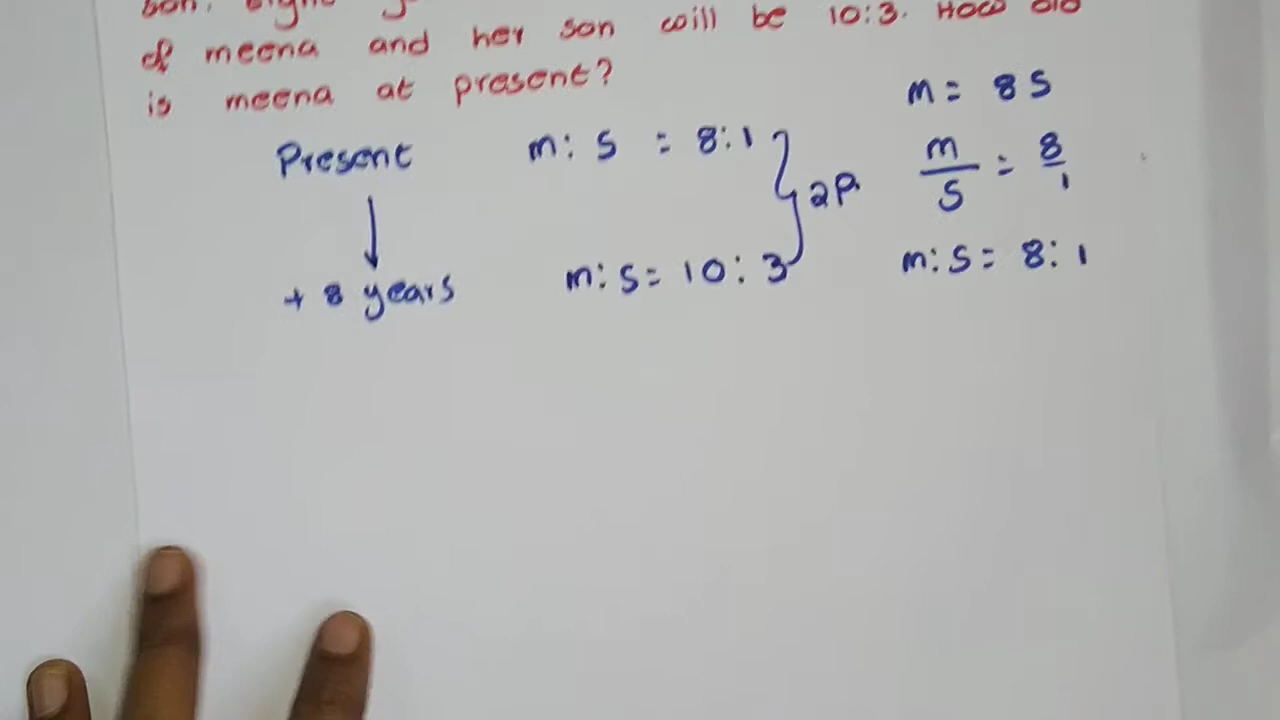 son.
of meena and her son will be 10:3. How old
is meena at present?
m = 8S
Present m: S = 8:1
2p.
m/S = 8/1
+ 8 years m: S = 10:3
m:S = 8:1